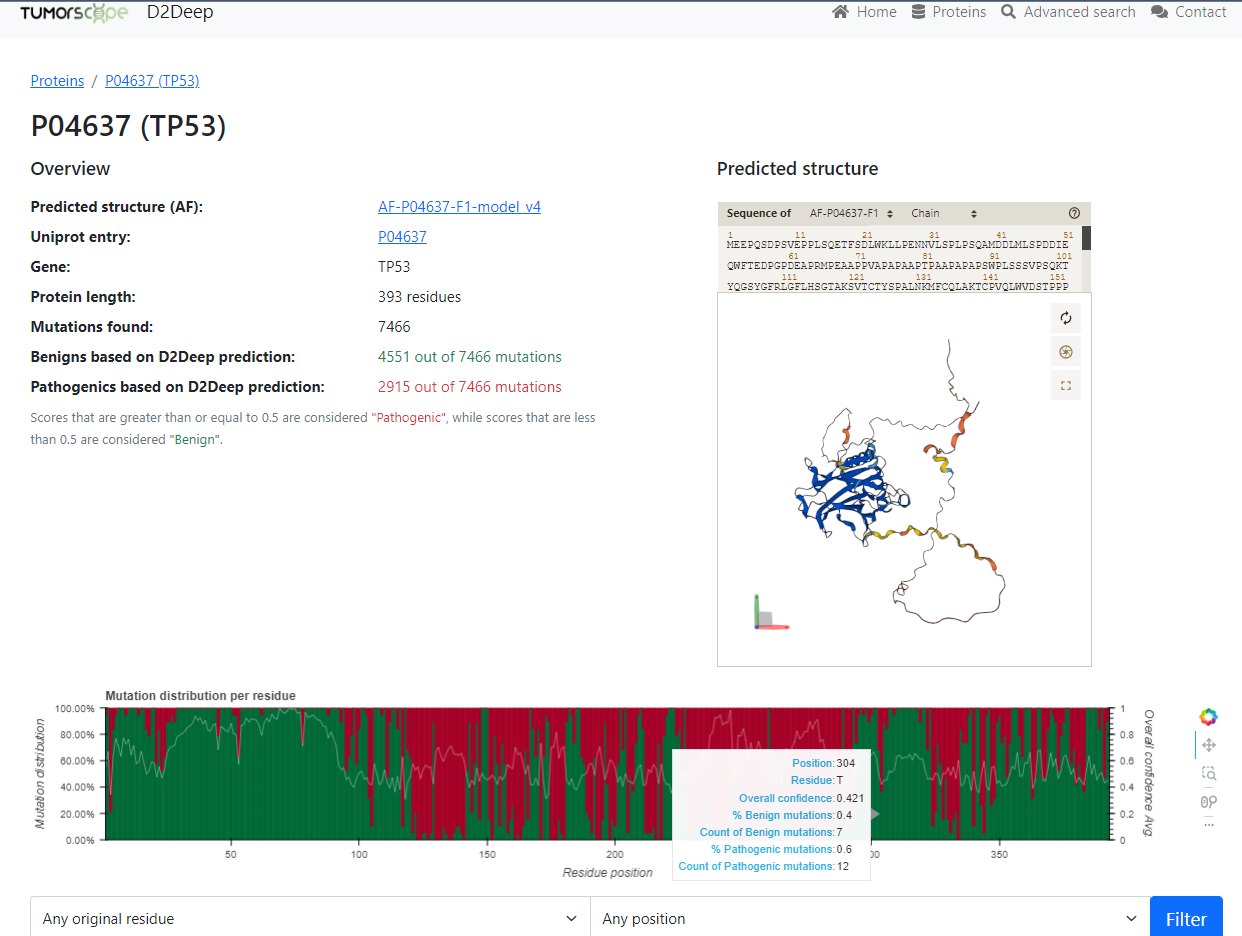 TUMORSCOPE D2Deep Home Proteins Advanced search Contact
Proteins / P04637 (TP53)
P04637 (TP53)
Overview
Predicted structure (AF): AF-P04637-F1-model_v4
Uniprot entry: P04637
Gene: TP53
Protein length: 393 residues
Mutations found: 7466
Benigns based on D2Deep prediction: 4551 out of 7466 mutations
Pathogenics based on D2Deep prediction: 2915 out of 7466 mutations
Scores that are greater than or equal to 0.5 are considered "Pathogenic", while scores that are less
than 0.5 are considered "Benign".
Predicted structure
Sequence of AF-P04637-F1 Chain
1 11 21 31 41 51
MEEPQSDPSVEPPLSQETFSDLWKLLPENNVLSPLPSQAMDDLMLSPDDIE
61 71 81 91 101
QWFTEDPGPDEAPRMPEAAPPVAPAPAAPTPAAPAPAPSWPLSSSVPSQKT
111 121 131 141 151
YQGSYGFRLGFLHSGTAKSVTCTYSPALNKMFCQLAKTCPVQLWVDSTPPP
Mutation distribution per residue
Mutation distribution
100.00%
80.00%
60.00%
40.00%
20.00%
0.00%
1
0.8
0.6
0.4
0.2
0
Overall confidence Avg.
Position: 304
Residue: T
Overall confidence: 0.421
% Benign mutations: 0.4
Count of Benign mutations: 7
% Pathogenic mutations: 0.6
Count of Pathogenic mutations: 12
50 100 150 200 00 350
Residue position
Any original residue Any position Filter